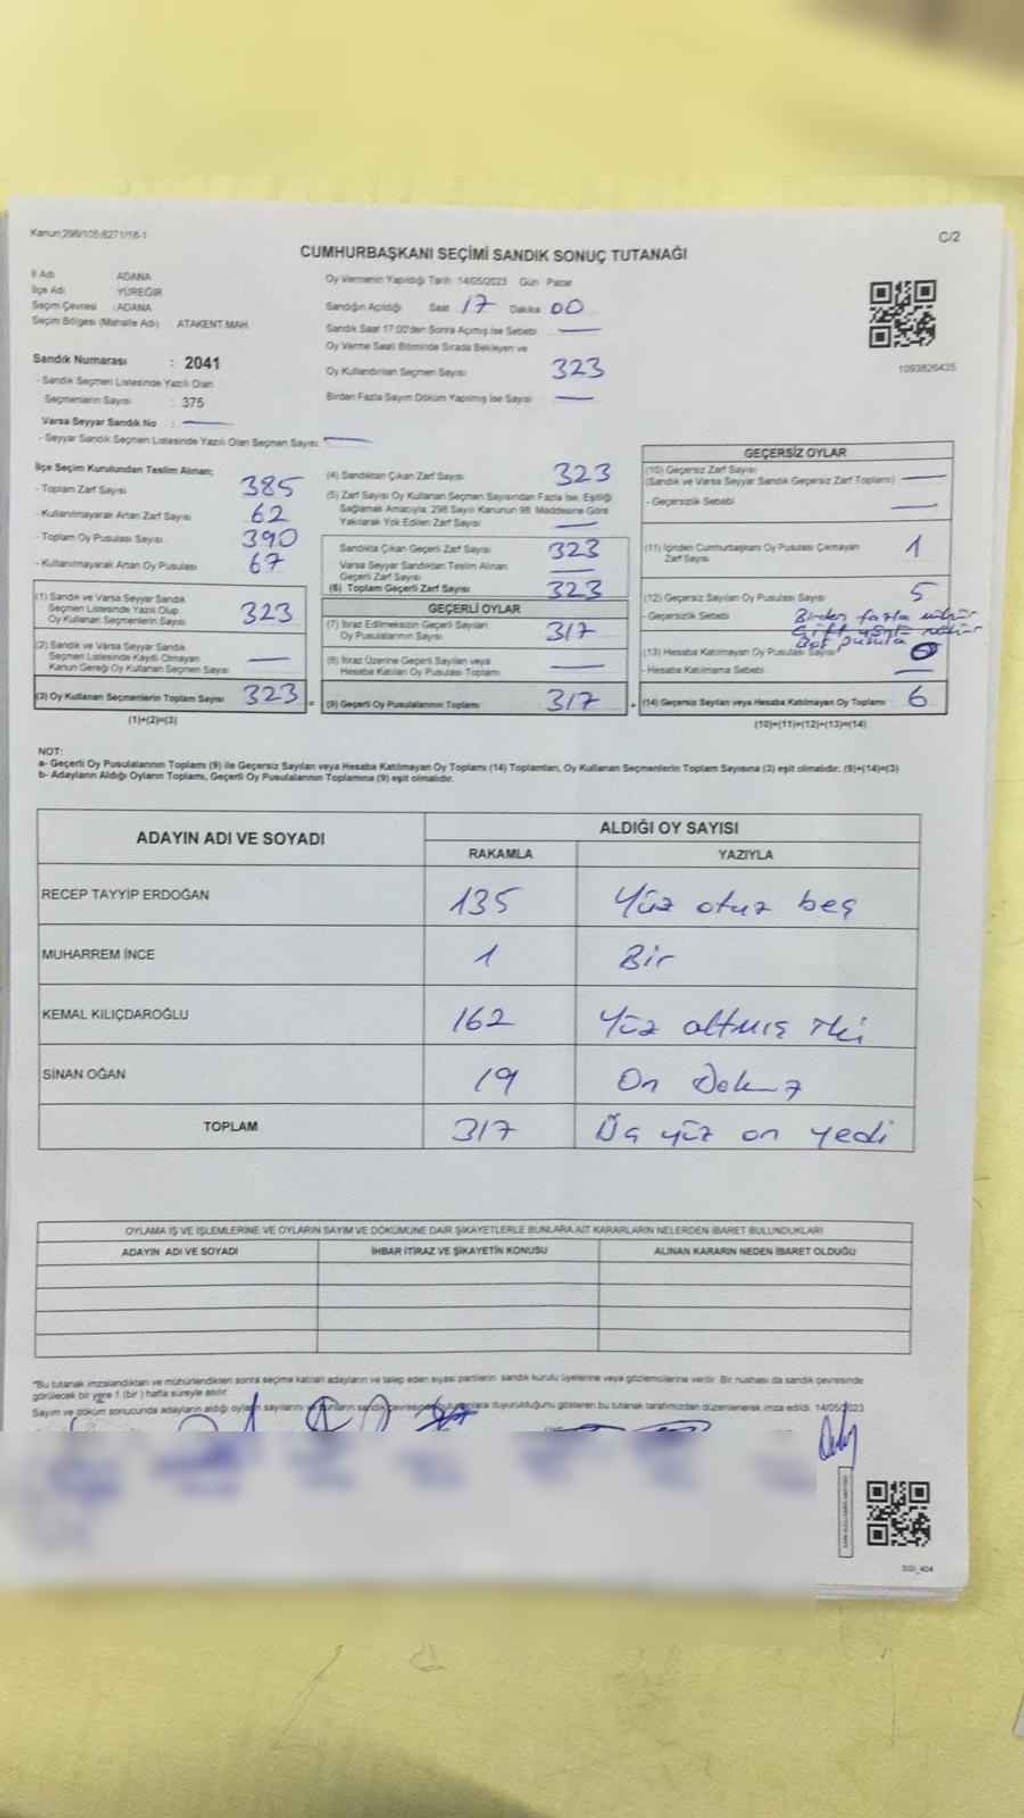 Kanun:298/105;6271/16-1
C/2
CUMHURBAŞKANI SEÇİMİ SANDIK SONUÇ TUTANAĞI
İl Adı ADANA
İlçe Adı YÜREĞİR
Seçim Çevresi : ADANA
Seçim Bölgesi (Mahalle Adı) ATAKENT MAH.
Sandık Numarası : 2041
- Sandık Seçmen Listesinde Yazılı Olan
Seçmenlerin Sayısı : 375
Varsa Seyyar Sandık No :
- Seyyar Sandık Seçmen Listesinde Yazılı Olan Seçmen Sayısı:
Oy Vermenin Yapıldığı Tarih 14/05/2023 Gün Pazar
Sandığın Açıldığı Saat 17 Dakika 00
Sandık Saat 17:00'den Sonra Açılmış İse Sebebi
Oy Verme Saati Bitiminde Sırada Bekleyen ve
Oy Kullandırılan Seçmen Sayısı 323
Birden Fazla Sayım Döküm Yapılmış İse Sayısı
1093826435
İlçe Seçim Kurulundan Teslim Alınan;
- Toplam Zarf Sayısı 385
- Kullanılmayarak Artan Zarf Sayısı 62
- Toplam Oy Pusulası Sayısı 390
- Kullanılmayarak Artan Oy Pusulası 67
(1) Sandık ve Varsa Seyyar Sandık
Seçmen Listesinde Yazılı Olup
Oy Kullanan Seçmenlerin Sayısı 323
(2) Sandık ve Varsa Seyyar Sandık
Seçmen Listesinde Kayıtlı Olmayan
Kanun Gereği Oy Kullanan Seçmen Sayısı
(3) Oy Kullanan Seçmenlerin Toplam Sayısı 323
(1)+(2)=(3)
(4) Sandıktan Çıkan Zarf Sayısı 323
(5) Zarf Sayısı Oy Kullanan Seçmen Sayısından Fazla İse, Eşitliği
Sağlamak Amacıyla, 298 Sayılı Kanunun 98. Maddesine Göre
Yakılarak Yok Edilen Zarf Sayısı
Sandıkta Çıkan Geçerli Zarf Sayısı 323
Varsa Seyyar Sandıktan Teslim Alınan
Geçerli Zarf Sayısı
(6) Toplam Geçerli Zarf Sayısı 323
GEÇERLİ OYLAR
(7) İtiraz Edilmeksizin Geçerli Sayılan
Oy Pusulalarının Sayısı 317
(8) İtiraz Üzerine Geçerli Sayılan veya
Hesaba Katılan Oy Pusulası Toplamı
(9) Geçerli Oy Pusulalarının Toplamı 317
GEÇERSİZ OYLAR
(10) Geçersiz Zarf Sayısı
(Sandık ve Varsa Seyyar Sandık Geçersiz Zarf Toplamı)
- Geçersizlik Sebebi
(11) İçinden Cumhurbaşkanı Oy Pusulası Çıkmayan 1
Zarf Sayısı
(12) Geçersiz Sayılan Oy Pusulası Sayısı 5
- Geçersizlik Sebebi Birden fazla mühür
Boş pusula
(13) Hesaba Katılmayan Oy Pusulası Sayısı
- Hesaba Katılmama Sebebi
(14) Geçersiz Sayılan veya Hesaba Katılmayan Oy Toplamı 6
(10)+(11)+(12)+(13)=(14)
NOT:
a- Geçerli Oy Pusulalarının Toplamı (9) ile Geçersiz Sayılan veya Hesaba Katılmayan Oy Toplamı (14) Toplamları, Oy Kullanan Seçmenlerin Toplam Sayısına (3) eşit olmalıdır. (9)+(14)=(3)
b- Adayların Aldığı Oyların Toplamı, Geçerli Oy Pusulalarının Toplamına (9) eşit olmalıdır.
ADAYIN ADI VE SOYADI
ALDIĞI OY SAYISI
RAKAMLA YAZIYLA
RECEP TAYYİP ERDOĞAN 135 Yüz otuz beş
MUHARREM İNCE 1 Bir
KEMAL KILIÇDAROĞLU 162 Yüz altmış iki
SİNAN OĞAN 19 On Dokuz
TOPLAM 317 Üç yüz on yedi
OYLAMA İŞ VE İŞLEMLERİNE VE OYLARIN SAYIM VE DÖKÜMÜNE DAİR ŞİKAYETLERLE BUNLARA AİT KARARLARIN NELERDEN İBARET BULUNDUKLARI
ADAYIN ADI VE SOYADI İHBAR İTİRAZ VE ŞİKAYETİN KONUSU ALINAN KARARIN NEDEN İBARET OLDUĞU
*Bu tutanak imzalandıktan ve mühürlendikten sonra seçime katılan adayların ve talep eden siyasi partilerin sandık kurulu üyelerine veya gözlemcilerine verilir. Bir nüshası da sandık çevresinde
görülecek bir yere 1 (bir) hafta süreyle asılır.
Sayım ve döküm sonucunda adayların aldığı oyların sayılarını duyurulduğunu gösteren bu tutanak tarafımızdan düzenlenerek imza edildi. 14/05/2023